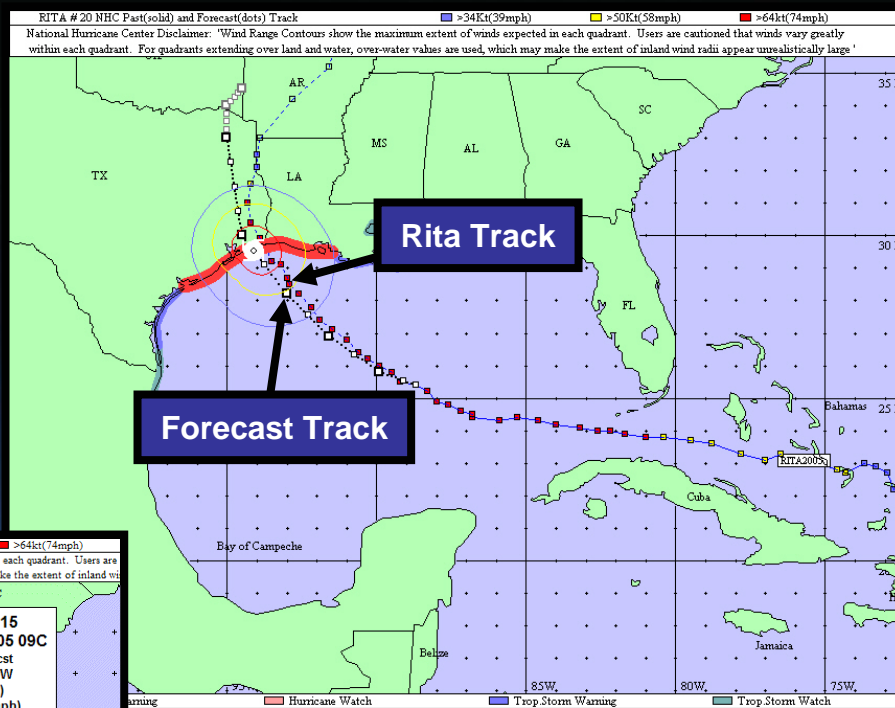 RITA # 20 NHC Past(solid) and Forecast(dots) Track >34Kt(39mph) >50Kt(58mph) >64kt(74mph)
National Hurricane Center Disclaimer: 'Wind Range Contours show the maximum extent of winds expected in each quadrant. Users are cautioned that winds vary greatly
within each quadrant. For quadrants extending over land and water, over-water values are used, which may make the extent of inland wind radii appear unrealistically large '
35
AR
SC
MS
GA
AL
TX
LA
Rita Track
30
FL
25
Bahamas
Forecast Track
RITA2005
Cuba
Bay of Campeche
>64kt(74mph)
each quadrant. Users are
ke the extent of inland wi
15
05 09C
cst
W
)
ph)
Jamaica
Belize
95
85W
80W
75W
arning Hurricane Watch Trop.Storm Warning Trop.Storm Watch